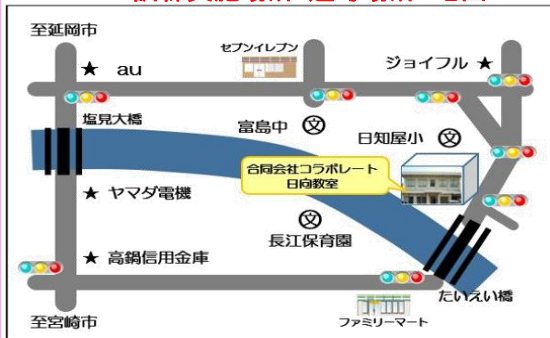 至延岡市
セブンイレブン
ジョイフル ★
★ au
塩見大橋
富島中 文
日知屋小 文
合同会社コラボレート
日向教室
★ ヤマダ電機
文
長江保育園
★ 高鍋信用金庫
たいえい橋
至宮崎市
ファミリーマート